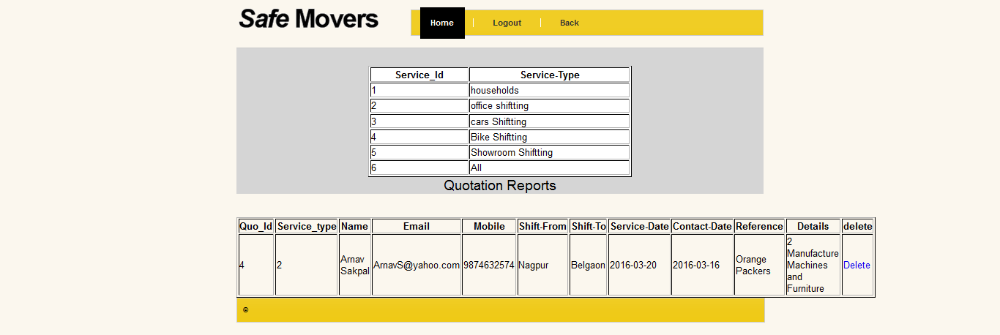 Safe Movers
Home | Logout | Back
Service_Id Service-Type
1 households
2 office shiftting
3 cars Shiftting
4 Bike Shiftting
5 Showroom Shiftting
6 All
Quotation Reports
Quo_Id Service_type Name Email Mobile Shift-From Shift-To Service-Date Contact-Date Reference Details delete
4 2 Arnav Sakpal ArnavS@yahoo.com 9874632574 Nagpur Belgaon 2016-03-20 2016-03-16 Orange Packers 2 Manufacture Machines and Furniture Delete
©